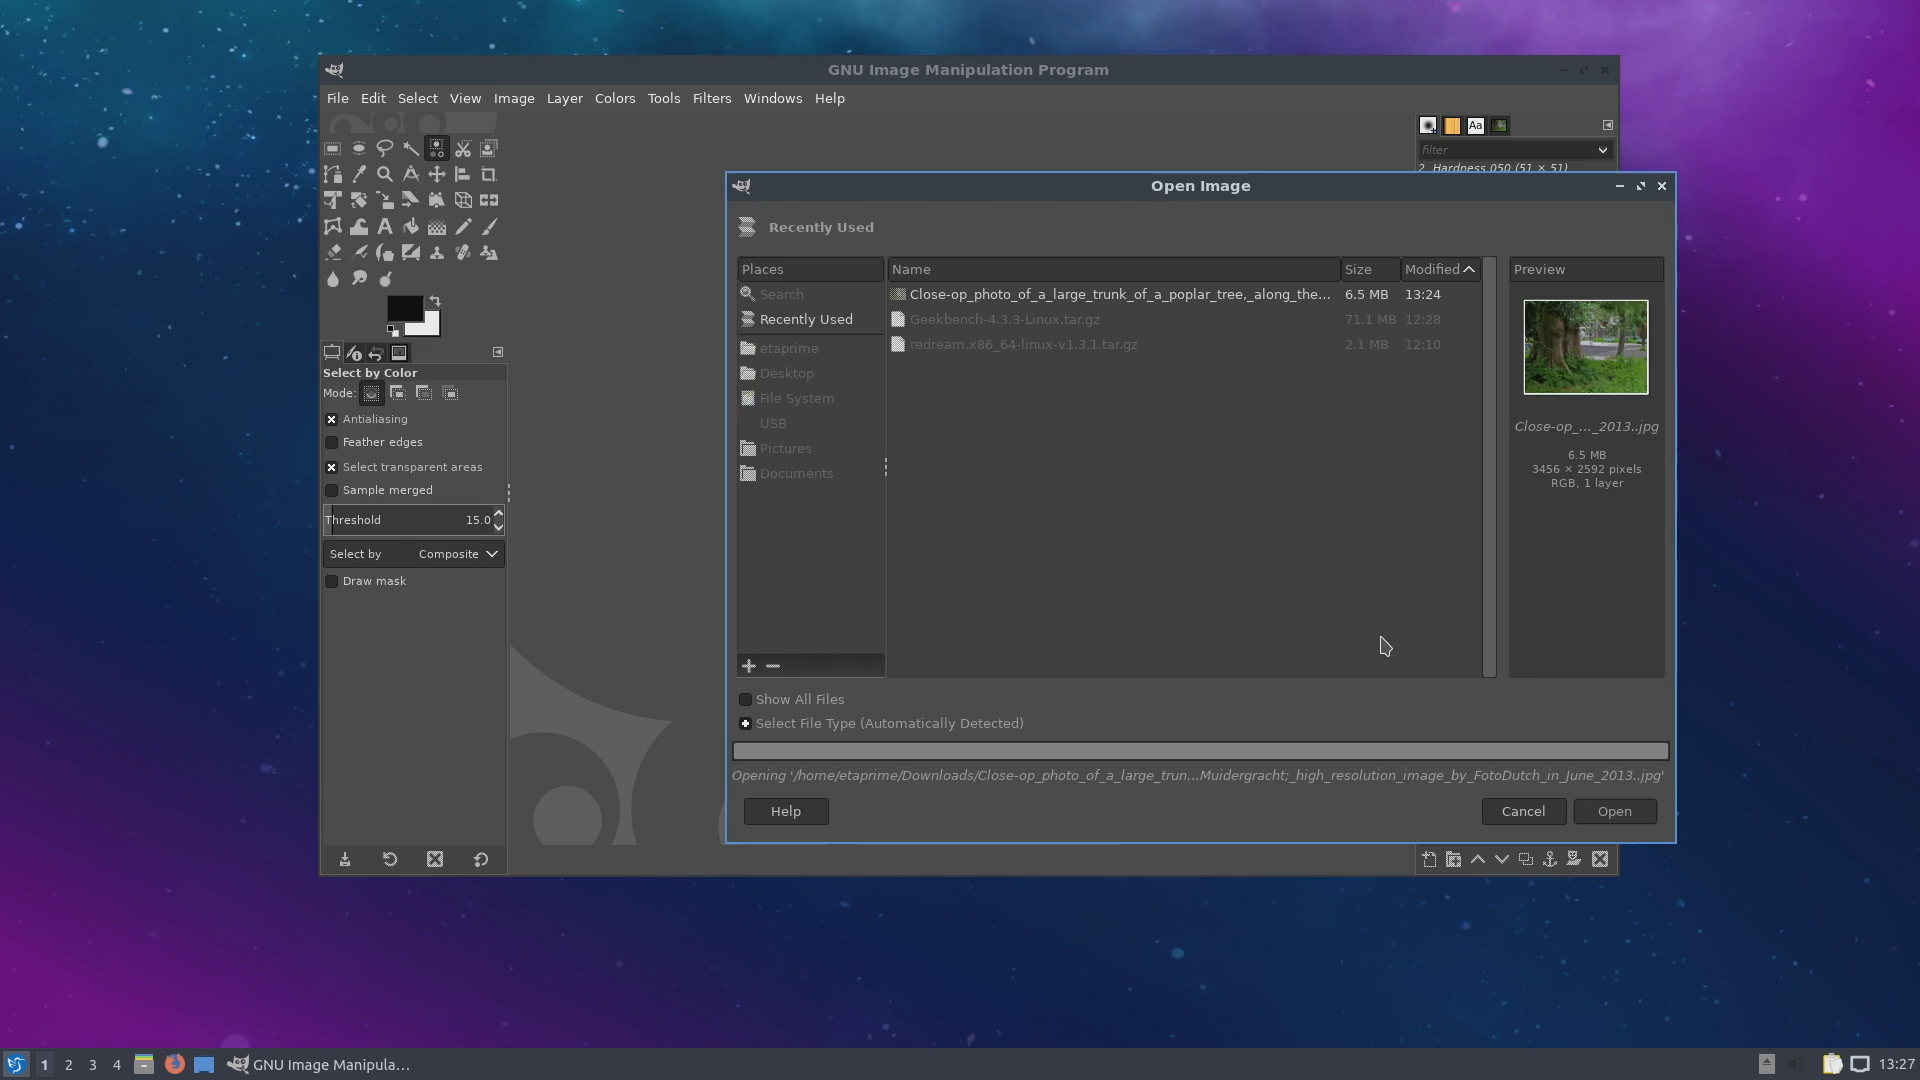 GNU Image Manipulation Program
File Edit Select View Image Layer Colors Tools Filters Windows Help
Aa
filter
2. Hardness 050 (51 × 51)
Select by Color
Mode:
Antialiasing
Feather edges
Select transparent areas
Sample merged
Threshold 15.0
Select by Composite
Draw mask
Open Image
Recently Used
Places
Search
Recently Used
etaprime
Desktop
File System
USB
Pictures
Documents
Name Size Modified
Close-op_photo_of_a_large_trunk_of_a_poplar_tree,_along_the... 6.5 MB 13:24
Geekbench-4.3.3-Linux.tar.gz 71.1 MB 12:28
redream.x86_64-linux-v1.3.1.tar.gz 2.1 MB 12:10
Preview
Close-op_..._2013..jpg
6.5 MB
3456 × 2592 pixels
RGB, 1 layer
Show All Files
Select File Type (Automatically Detected)
Opening '/home/etaprime/Downloads/Close-op_photo_of_a_large_trun...Muidergracht;_high_resolution_image_by_FotoDutch_in_June_2013..jpg'
Help Cancel Open
1 2 3 4 GNU Image Manipula... 13:27